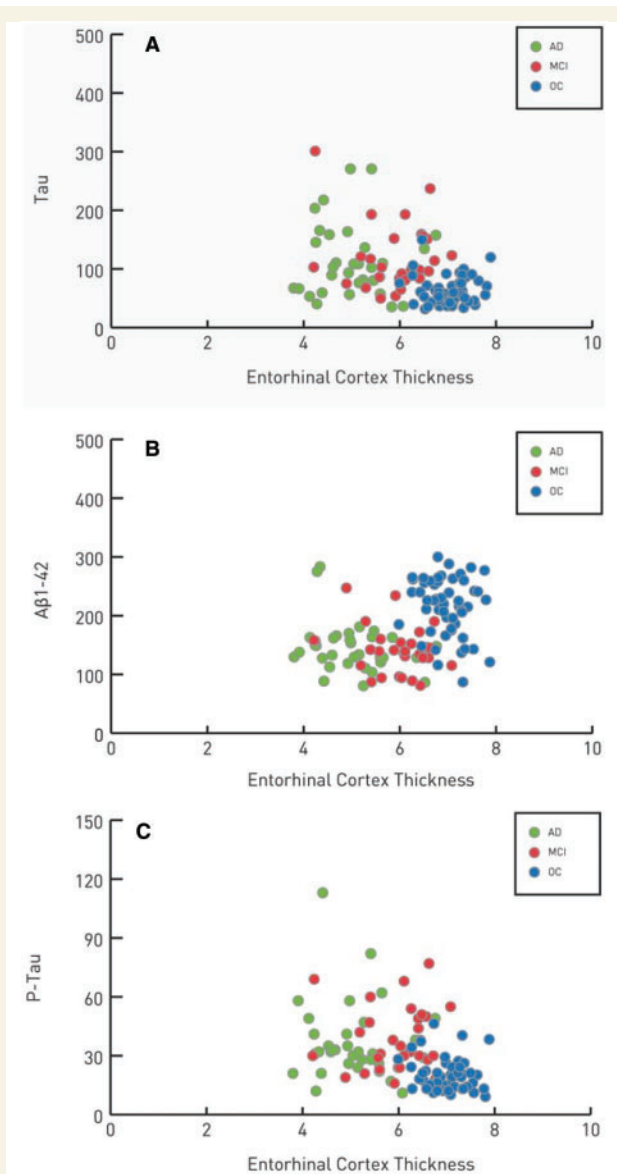 A
AD
MCI
OC
500
400
300
200
100
0
Tau
0 2 4 6 8 10
Entorhinal Cortex Thickness
B
AD
MCI
OC
500
400
300
200
100
0
Aβ1-42
0 2 4 6 8 10
Entorhinal Cortex Thickness
C
AD
MCI
OC
150
120
90
60
30
0
P-Tau
0 2 4 6 8 10
Entorhinal Cortex Thickness